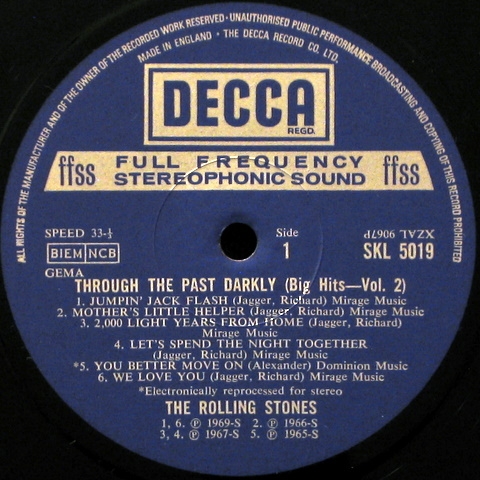 ALL RIGHTS OF THE MANUFACTURER AND OF THE OWNER OF THE RECORDED WORK RESERVED · UNAUTHORISED PUBLIC PERFORMANCE BROADCASTING AND COPYING OF THIS RECORD PROHIBITED
MADE IN ENGLAND · THE DECCA RECORD CO. LTD.
DECCA
REGD.
ffss FULL FREQUENCY ffss
STEREOPHONIC SOUND
SPEED 33-⅓ Side XZAL 9067P
BIEM NCB 1 SKL 5019
GEMA
THROUGH THE PAST DARKLY (Big Hits—Vol. 2)
1. JUMPIN' JACK FLASH (Jagger, Richard) Mirage Music
2. MOTHER'S LITTLE HELPER (Jagger, Richard) Mirage Music
3. 2,000 LIGHT YEARS FROM HOME (Jagger, Richard)
Mirage Music
4. LET'S SPEND THE NIGHT TOGETHER
(Jagger, Richard) Mirage Music
*5. YOU BETTER MOVE ON (Alexander) Dominion Music
6. WE LOVE YOU (Jagger, Richard) Mirage Music
*Electronically reprocessed for stereo
THE ROLLING STONES
1, 6. ℗ 1969-S 2. ℗ 1966-S
3, 4. ℗ 1967-S 5. ℗ 1965-S